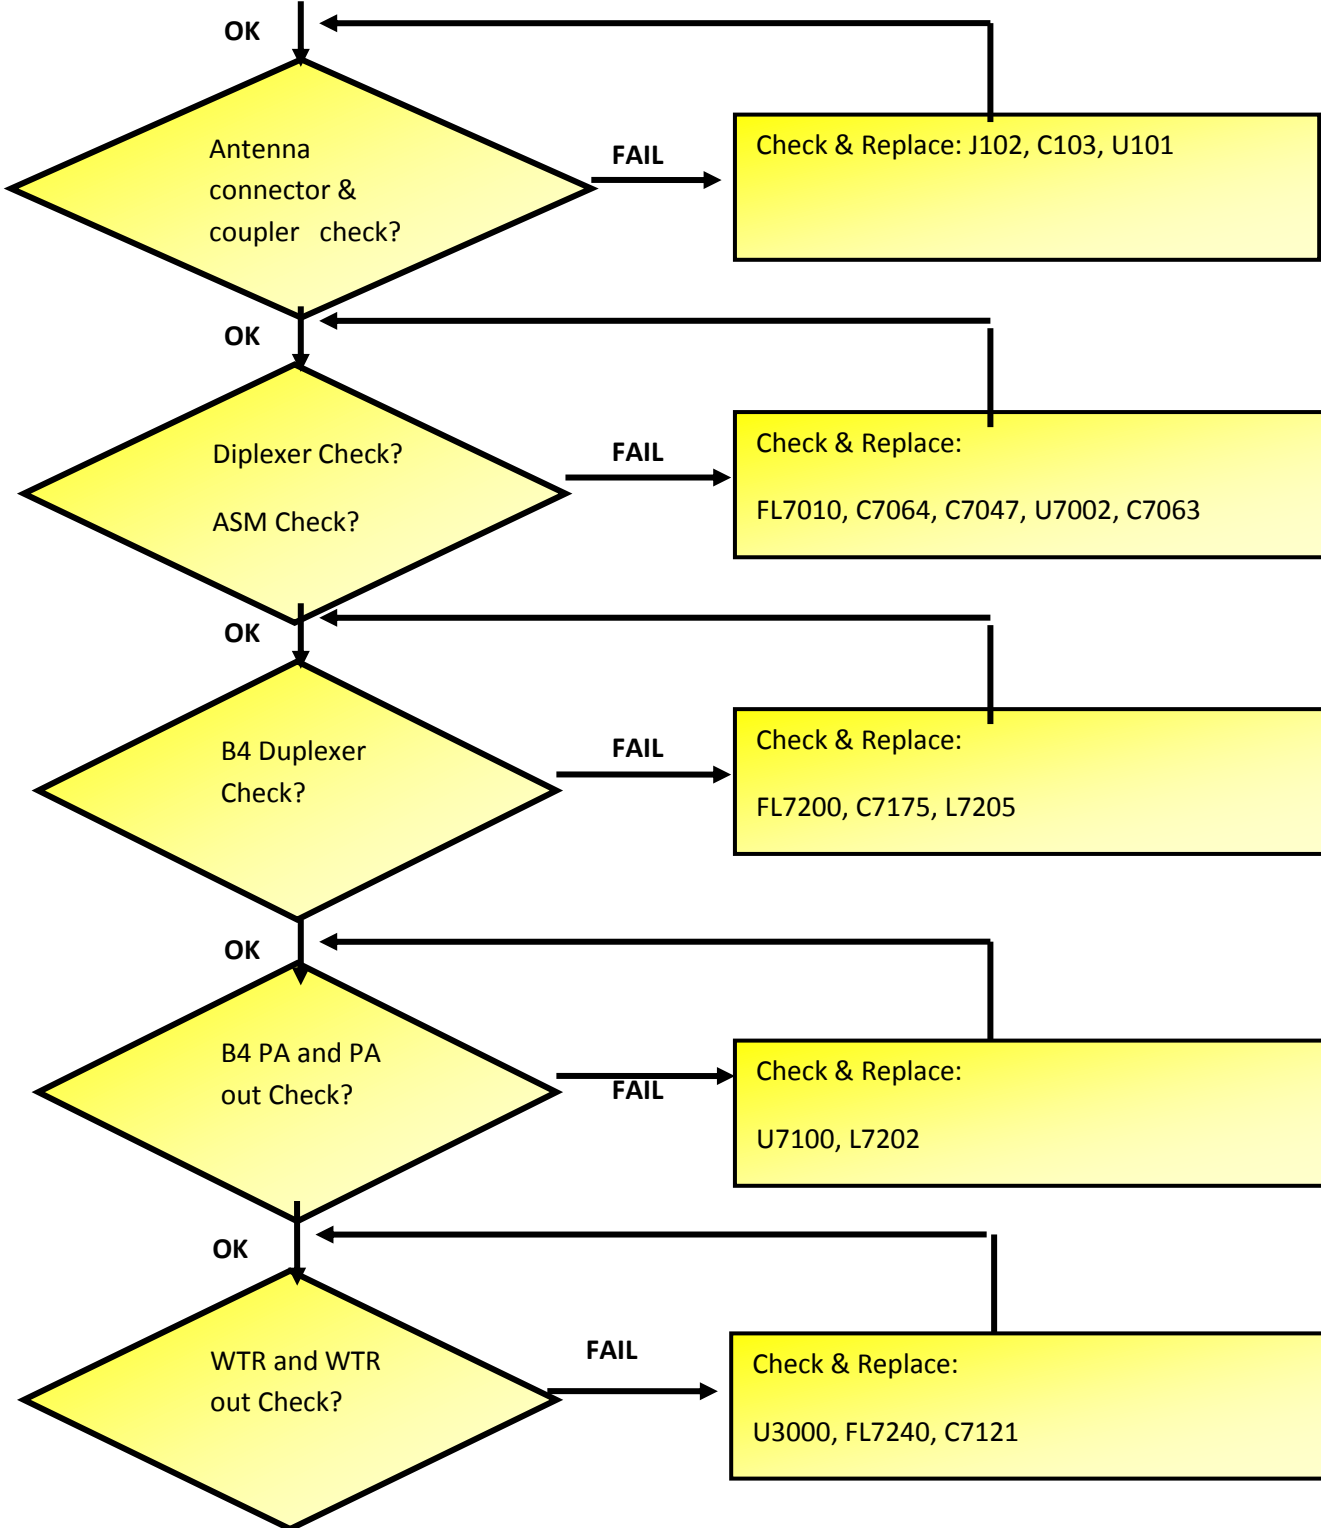 OK
Antenna
connector &
coupler check?
FAIL
Check & Replace: J102, C103, U101
OK
Diplexer Check?
ASM Check?
FAIL
Check & Replace:
FL7010, C7064, C7047, U7002, C7063
OK
B4 Duplexer
Check?
FAIL
Check & Replace:
FL7200, C7175, L7205
OK
B4 PA and PA
out Check?
FAIL
Check & Replace:
U7100, L7202
OK
WTR and WTR
out Check?
FAIL
Check & Replace:
U3000, FL7240, C7121